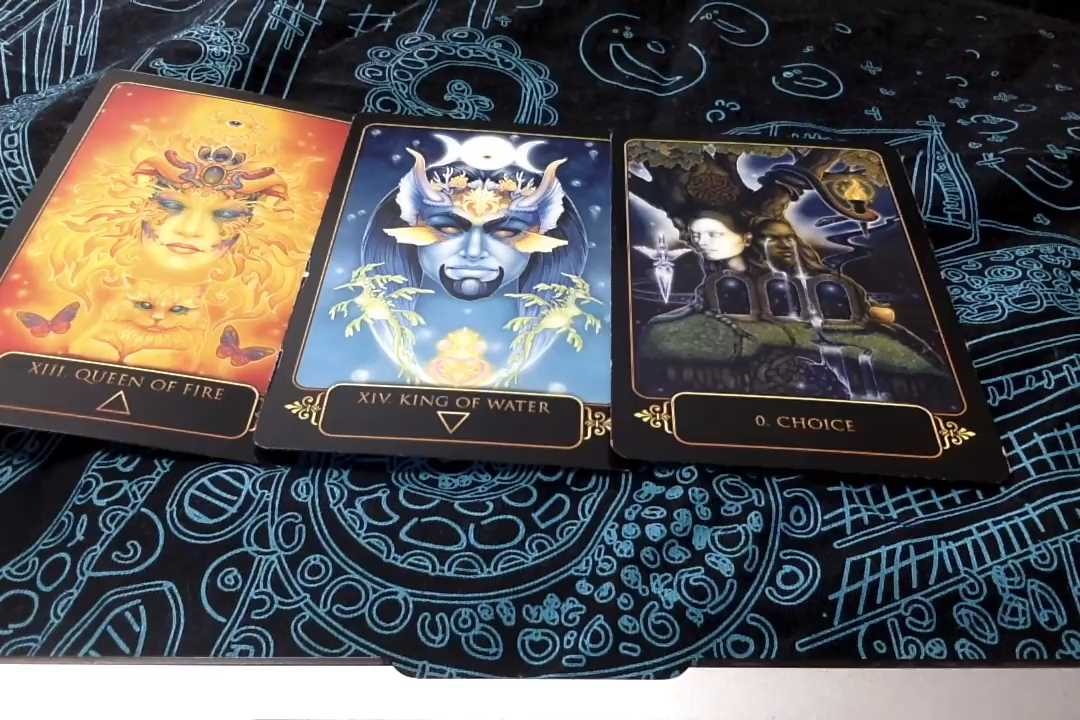 XIII. QUEEN OF FIRE
XIV. KING OF WATER
0. CHOICE